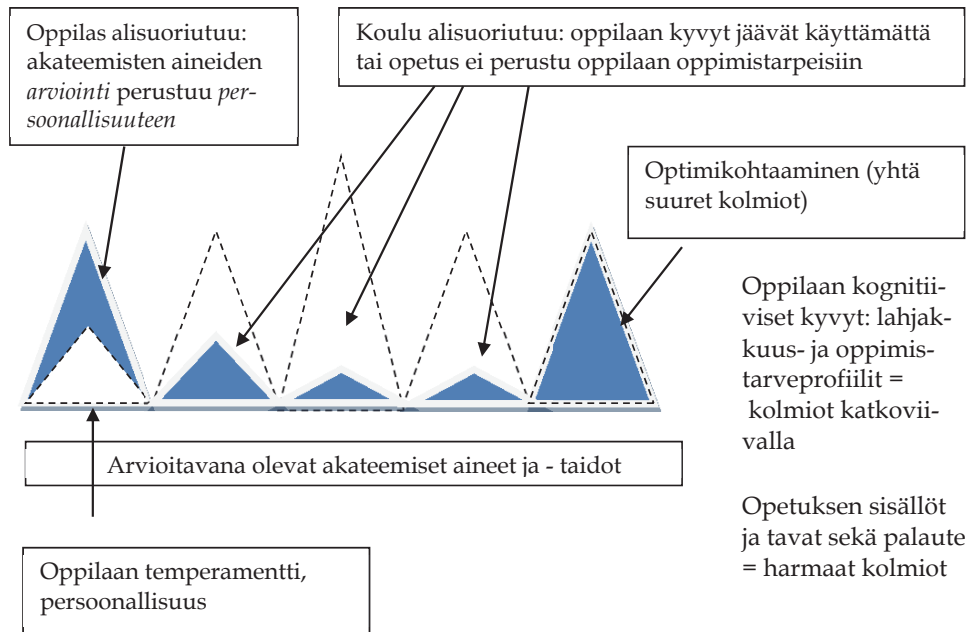 Oppilas alisuoriutuu:
akateemisten aineiden
arviointi perustuu per-
soonallisuuteen
Koulu alisuoriutuu: oppilaan kyvyt jäävät käyttämättä
tai opetus ei perustu oppilaan oppimistarpeisiin
Optimikohtaaminen (yhtä
suuret kolmiot)
Oppilaan kognitii-
viset kyvyt: lahjak-
kuus- ja oppimis-
tarveprofiilit =
kolmiot katkovii-
valla
Arvioitavana olevat akateemiset aineet ja - taidot
Opetuksen sisällöt
ja tavat sekä palaute
= harmaat kolmiot
Oppilaan temperamentti,
persoonallisuus